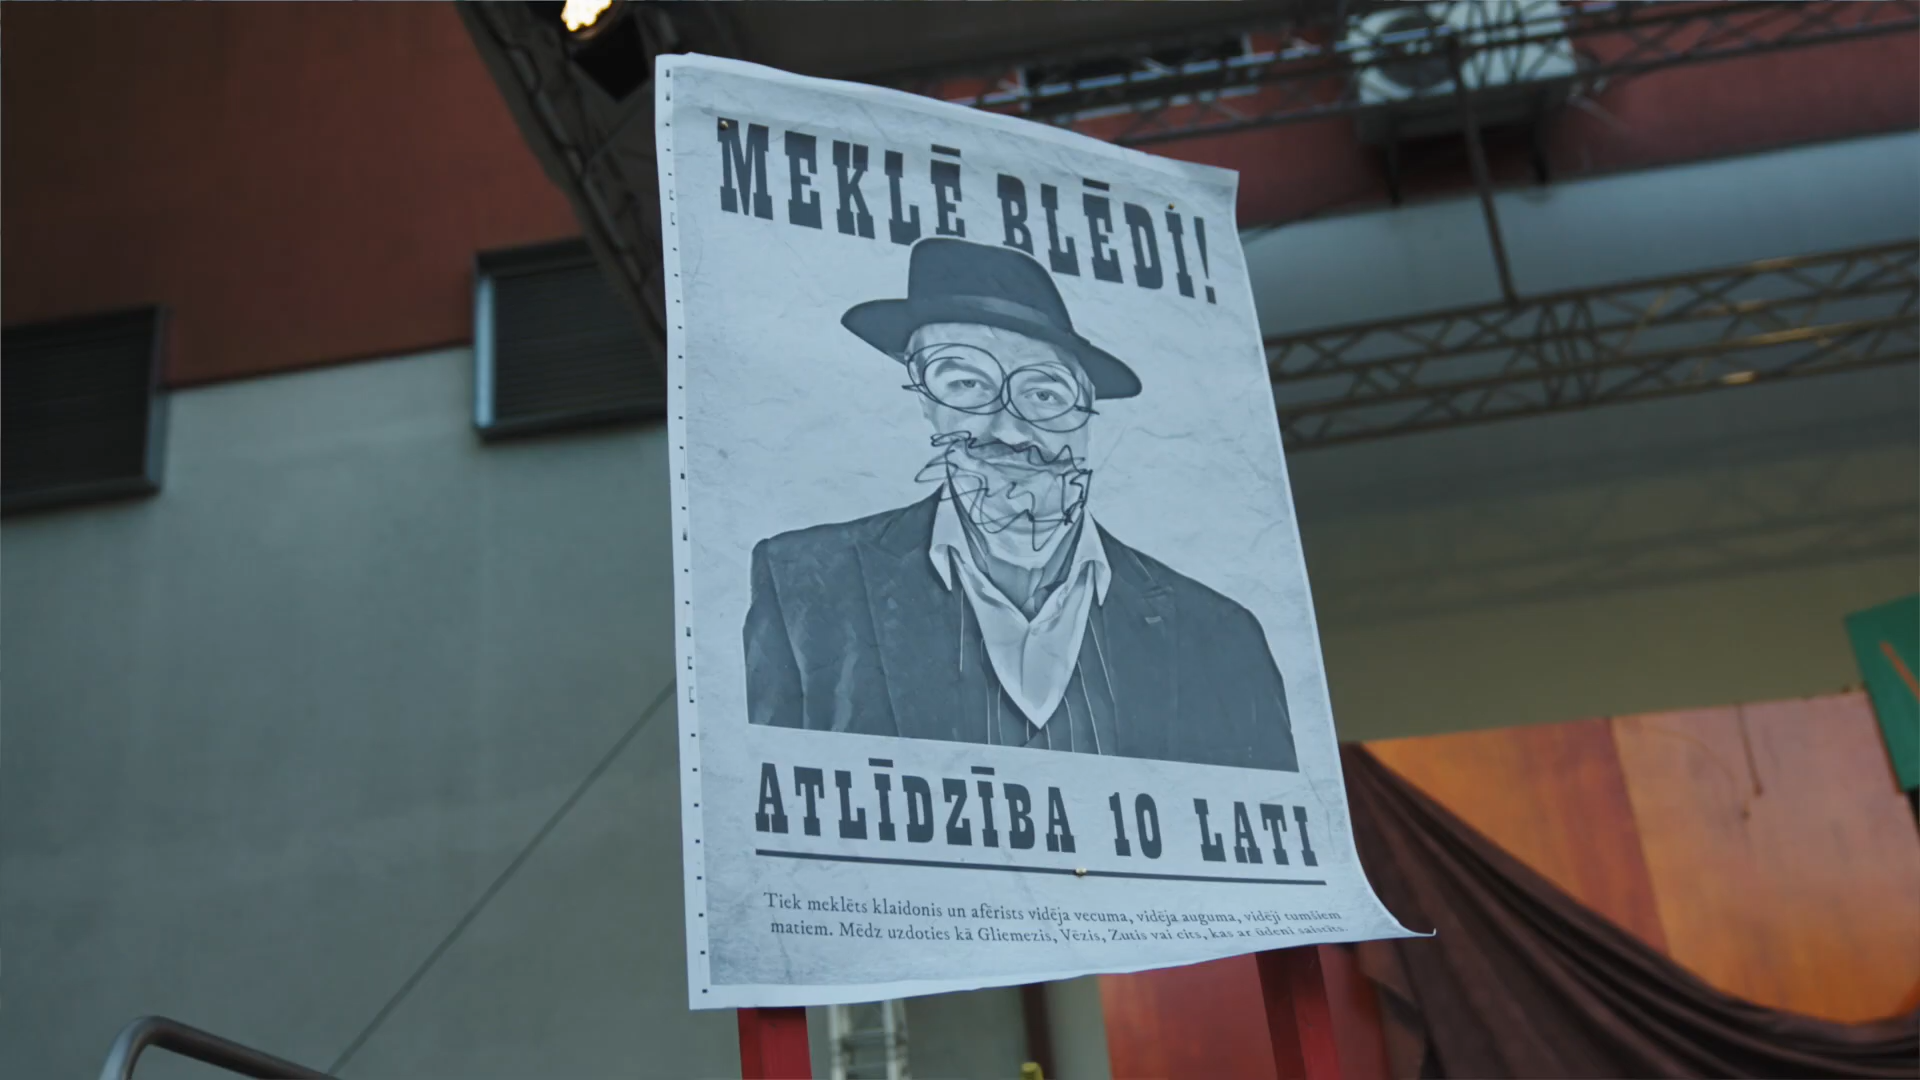 MEKLĒ BLĒDI!
ATLĪDZĪBA 10 LATI
Tiek meklēts klaidonis un afērists vidēja vecuma, vidēja auguma, vidēji tumšiem
matiem. Mēdz uzdoties kā Gliemezis, Vēzis, Zutis vai cits, kas ar ūdeni saistīts.